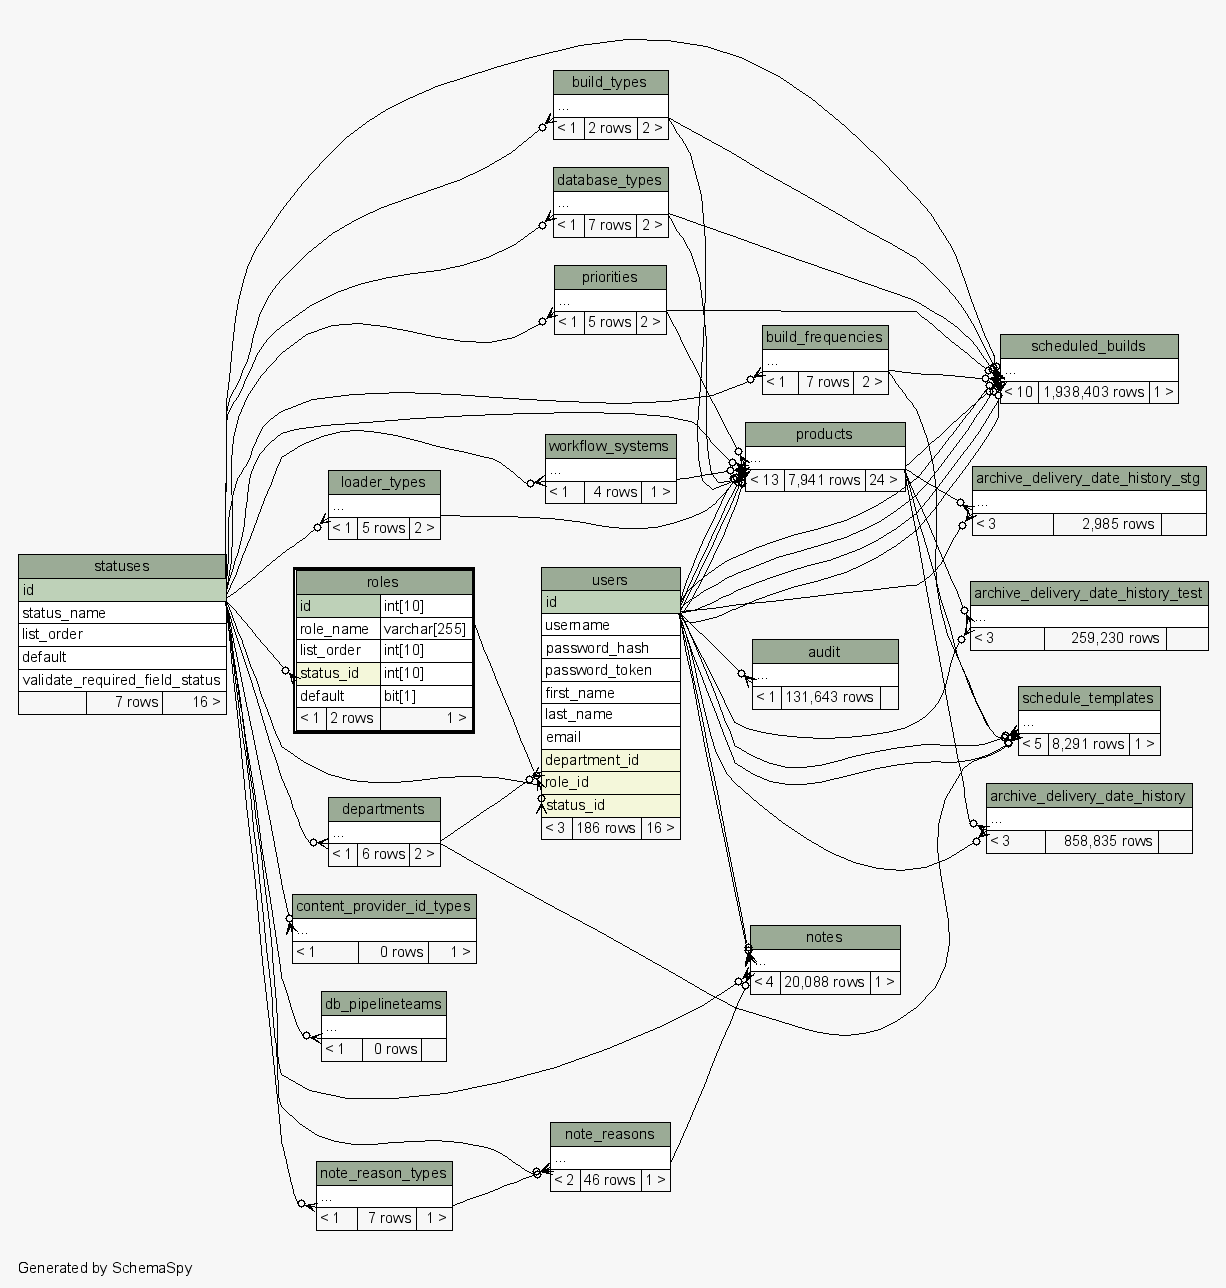 build_types
...
< 1 2 rows 2 >
database_types
...
< 1 7 rows 2 >
priorities
...
< 1 5 rows 2 >
build_frequencies
...
< 1 7 rows 2 >
scheduled_builds
...
< 10 1,938,403 rows 1 >
products
...
< 13 7,941 rows 24 >
workflow_systems
...
< 1 4 rows 1 >
loader_types
...
< 1 5 rows 2 >
archive_delivery_date_history_stg
...
< 3 2,985 rows
statuses
id
status_name
list_order
default
validate_required_field_status
7 rows 16 >
roles
id int[10]
role_name varchar[255]
list_order int[10]
status_id int[10]
default bit[1]
< 1 2 rows 1 >
users
id
username
password_hash
password_token
first_name
last_name
email
department_id
role_id
status_id
< 3 186 rows 16 >
archive_delivery_date_history_test
...
< 3 259,230 rows
audit
...
< 1 131,643 rows
schedule_templates
...
< 5 8,291 rows 1 >
archive_delivery_date_history
...
< 3 858,835 rows
departments
...
< 1 6 rows 2 >
content_provider_id_types
...
< 1 0 rows 1 >
notes
...
< 4 20,088 rows 1 >
db_pipelineteams
...
< 1 0 rows
note_reasons
...
< 2 46 rows 1 >
note_reason_types
...
< 1 7 rows 1 >
Generated by SchemaSpy